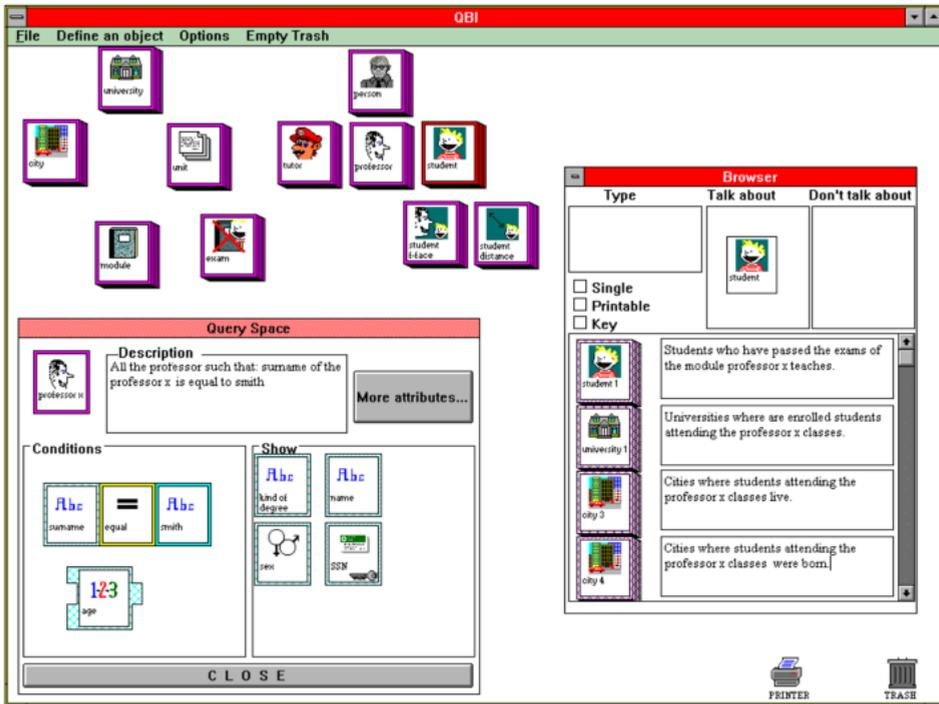 QBI
File Define an object Options Empty Trash
university
person
city
unit
tutor
professor
student
module
exam
student
f-face
student
distance
Browser
Type Talk about Don't talk about
student
Single
Printable
Key
student 1
Students who have passed the exams of
the module professor x teaches.
university 1
Universities where are enrolled students
attending the professor x classes.
city 3
Cities where students attending the
professor x classes live.
city 4
Cities where students attending the
professor x classes were born.
Query Space
professor x
Description
All the professor such that: surname of the
professor x is equal to smith
More attributes...
Conditions
Abc
surname
=
equal
Abc
smith
1-2-3
age
Show
Abc
kind of
degree
Abc
name
sex
SSN
CLOSE
PRINTER
TRASH